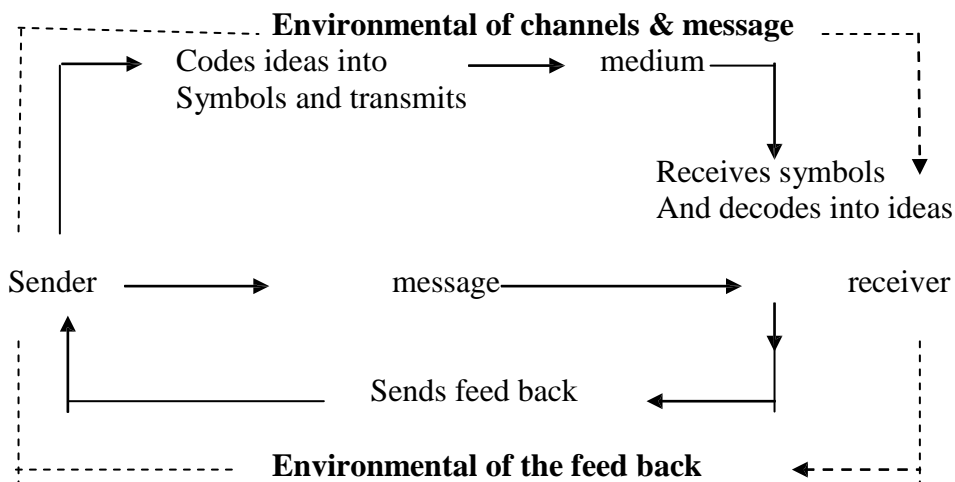 Environmental of channels & message
Codes ideas into medium
Symbols and transmits
Receives symbols
And decodes into ideas
Sender message receiver
Sends feed back
Environmental of the feed back